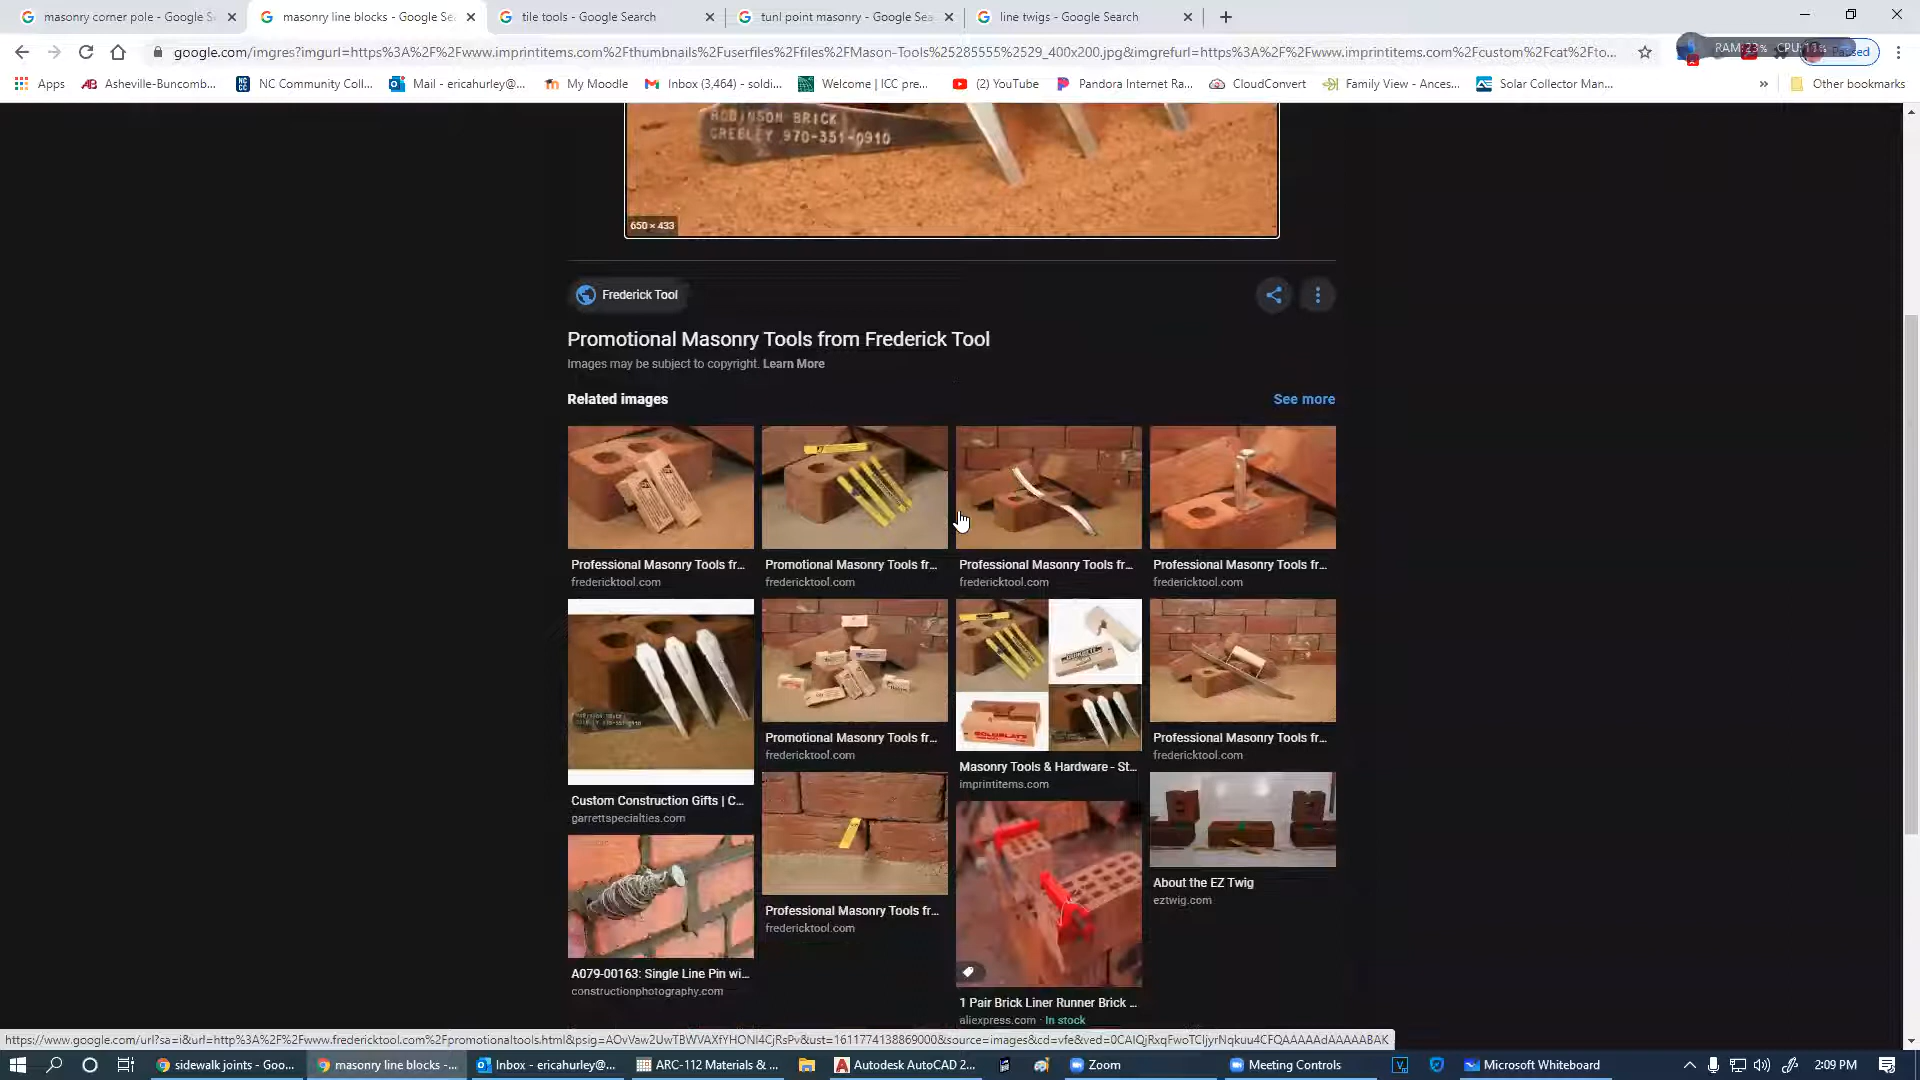 masonry corner pole - Google S
masonry line blocks - Google Se
tile tools - Google Search
tunl point masonry - Google Sea
line twigs - Google Search
google.com/imgres?imgurl=https%3A%2F%2Fwww.imprintitems.com%2Fthumbnails%2Fuserfiles%2Ffiles%2FMason-Tools%25285555%2529_400x200.jpg&imgrefurl=https%3A%2F%2Fwww.imprintitems.com%2Fcustom%2Fcat%2Fto...
RAM:23% CPU:11%
Paused
Apps
Asheville-Buncomb...
NC Community Coll...
Mail - ericahurley@...
My Moodle
Inbox (3,464) - soldi...
Welcome | ICC pre...
(2) YouTube
Pandora Internet Ra...
CloudConvert
Family View - Ances...
Solar Collector Man...
Other bookmarks
ROBINSON BRICK
GREELEY 970-351-0910
650 × 433
Frederick Tool
Promotional Masonry Tools from Frederick Tool
Images may be subject to copyright. Learn More
Related images
See more
Professional Masonry Tools fr...
fredericktool.com
Promotional Masonry Tools fr...
fredericktool.com
Professional Masonry Tools fr...
fredericktool.com
Professional Masonry Tools fr...
fredericktool.com
Custom Construction Gifts | C...
garrettspecialties.com
Promotional Masonry Tools fr...
fredericktool.com
GOLDBLATT
Masonry Tools & Hardware - St...
imprintitems.com
Professional Masonry Tools fr...
fredericktool.com
A079-00163: Single Line Pin wi...
constructionphotography.com
Professional Masonry Tools fr...
fredericktool.com
1 Pair Brick Liner Runner Brick ...
aliexpress.com · In stock
About the EZ Twig
eztwig.com
https://www.google.com/url?sa=i&url=http%3A%2F%2Fwww.fredericktool.com%2Fpromotionaltools.html&psig=AOvVaw2UwTBWVAXfYHONI4CjRsPv&ust=1611774138869000&source=images&cd=vfe&ved=0CAIQjRxqFwoTCIjyrNqkuu4CFQAAAAAdAAAAABAK
sidewalk joints - Goo...
masonry line blocks -...
Inbox - ericahurley@...
ARC-112 Materials & ...
Autodesk AutoCAD 2...
Zoom
Meeting Controls
Microsoft Whiteboard
2:09 PM